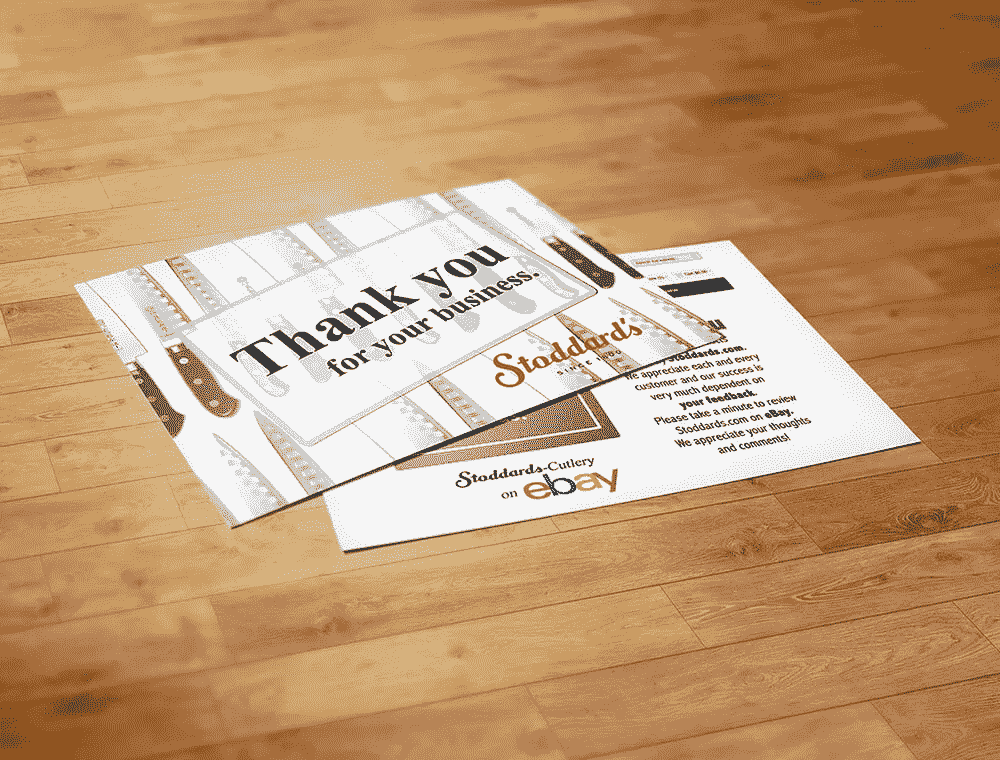 Thank you
for your business.
Stoddard's
SINCE 1800
Stoddards.com.
We appreciate each and every
customer and our success is
very much dependent on
your feedback.
Please take a minute to review
Stoddards.com on eBay.
We appreciate your thoughts
and comments!
Stoddards-Cutlery
on ebay